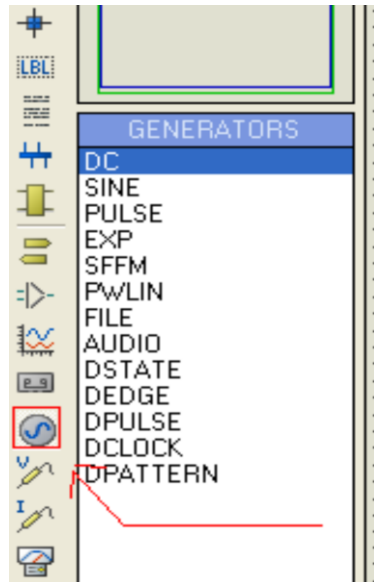 LBL
GENERATORS
DC
SINE
PULSE
EXP
SFFM
PWLIN
FILE
AUDIO
DSTATE
DEDGE
DPULSE
DCLOCK
DPATTERN
V
I